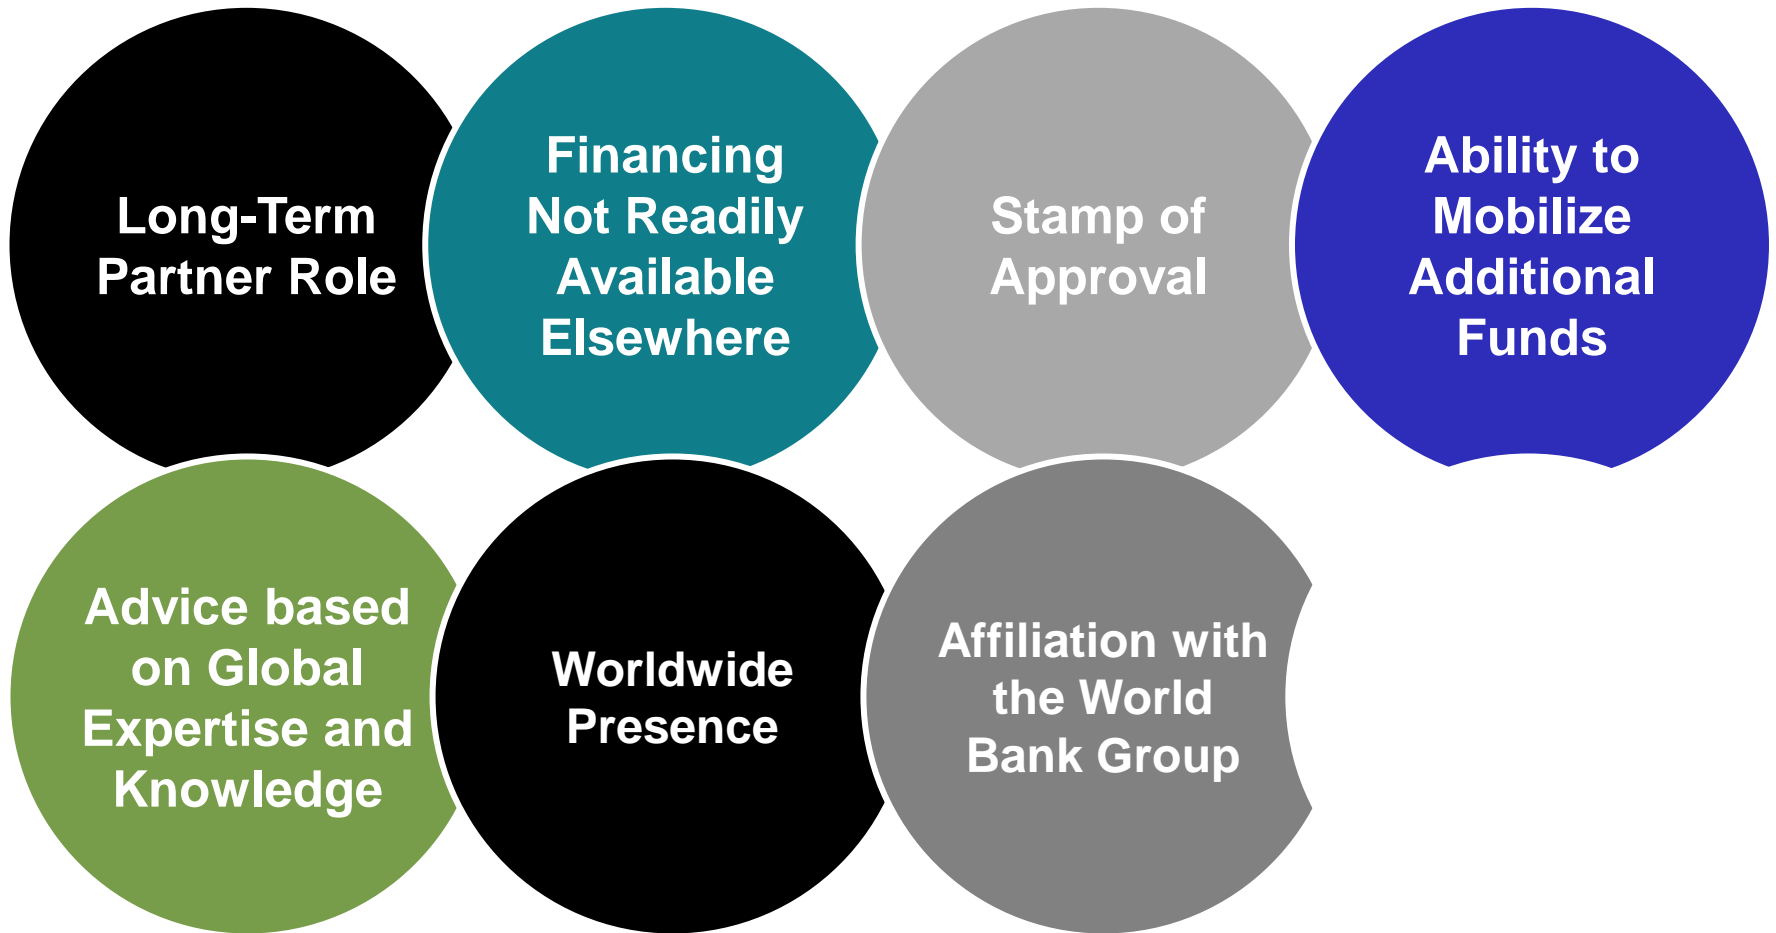 Long-Term
Partner Role
Financing
Not Readily
Available
Elsewhere
Stamp of
Approval
Ability to
Mobilize
Additional
Funds
Advice based
on Global
Expertise and
Knowledge
Worldwide
Presence
Affiliation with
the World
Bank Group